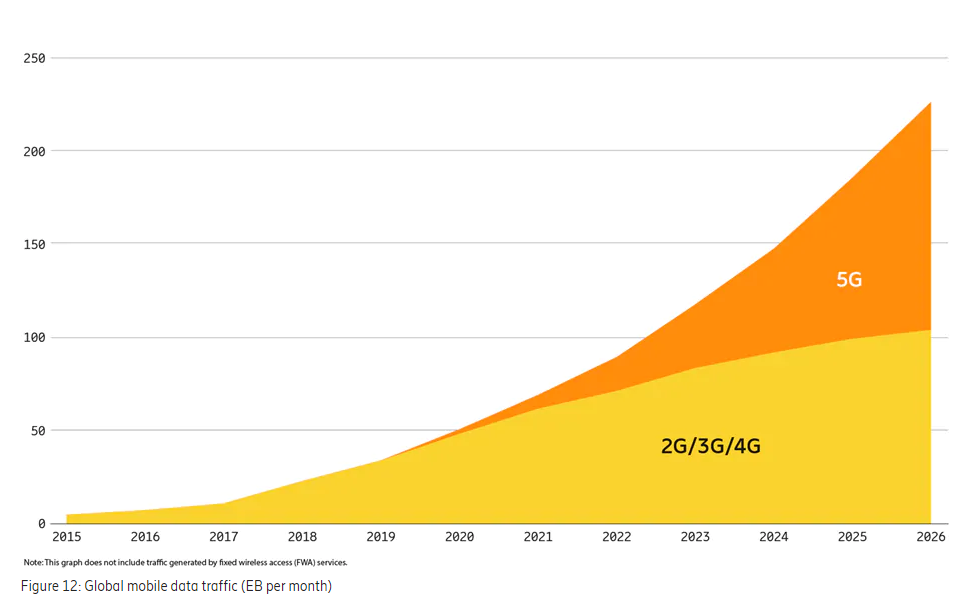 250
200
150
100
50
0
5G
2G/3G/4G
2015 2016 2017 2018 2019 2020 2021 2022 2023 2024 2025 2026
Note: This graph does not include traffic generated by fixed wireless access (FWA) services.
Figure 12: Global mobile data traffic (EB per month)